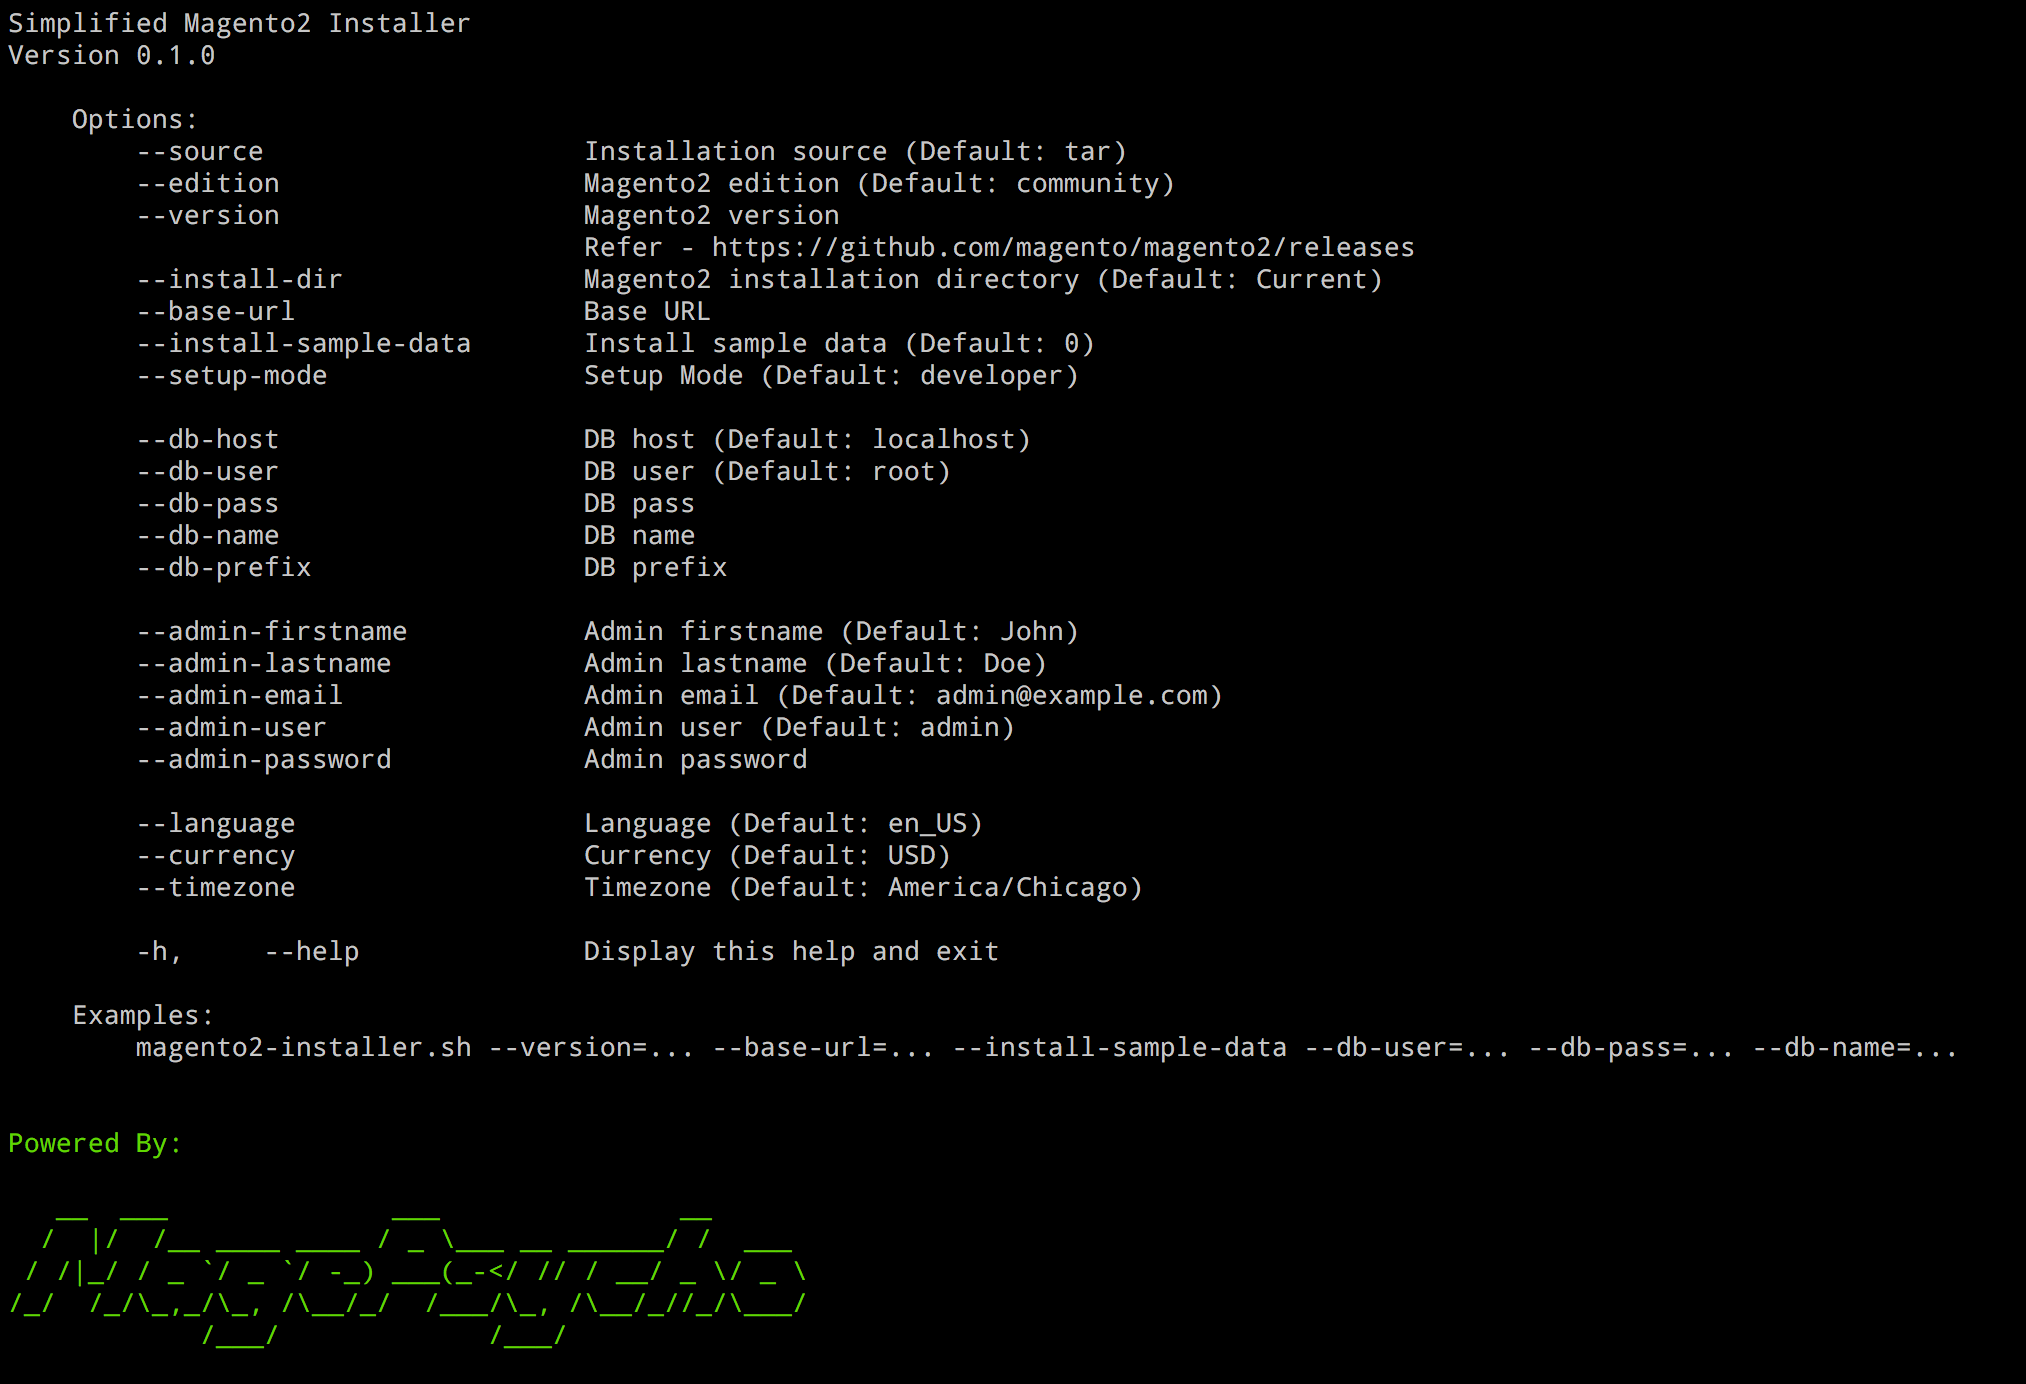 Simplified Magento2 Installer
Version 0.1.0
Options:
--source Installation source (Default: tar)
--edition Magento2 edition (Default: community)
--version Magento2 version
Refer - https://github.com/magento/magento2/releases
--install-dir Magento2 installation directory (Default: Current)
--base-url Base URL
--install-sample-data Install sample data (Default: 0)
--setup-mode Setup Mode (Default: developer)
--db-host DB host (Default: localhost)
--db-user DB user (Default: root)
--db-pass DB pass
--db-name DB name
--db-prefix DB prefix
--admin-firstname Admin firstname (Default: John)
--admin-lastname Admin lastname (Default: Doe)
--admin-email Admin email (Default: admin@example.com)
--admin-user Admin user (Default: admin)
--admin-password Admin password
--language Language (Default: en_US)
--currency Currency (Default: USD)
--timezone Timezone (Default: America/Chicago)
-h, --help Display this help and exit
Examples:
magento2-installer.sh --version=... --base-url=... --install-sample-data --db-user=... --db-pass=... --db-name=...
Powered By:
MagePsycho